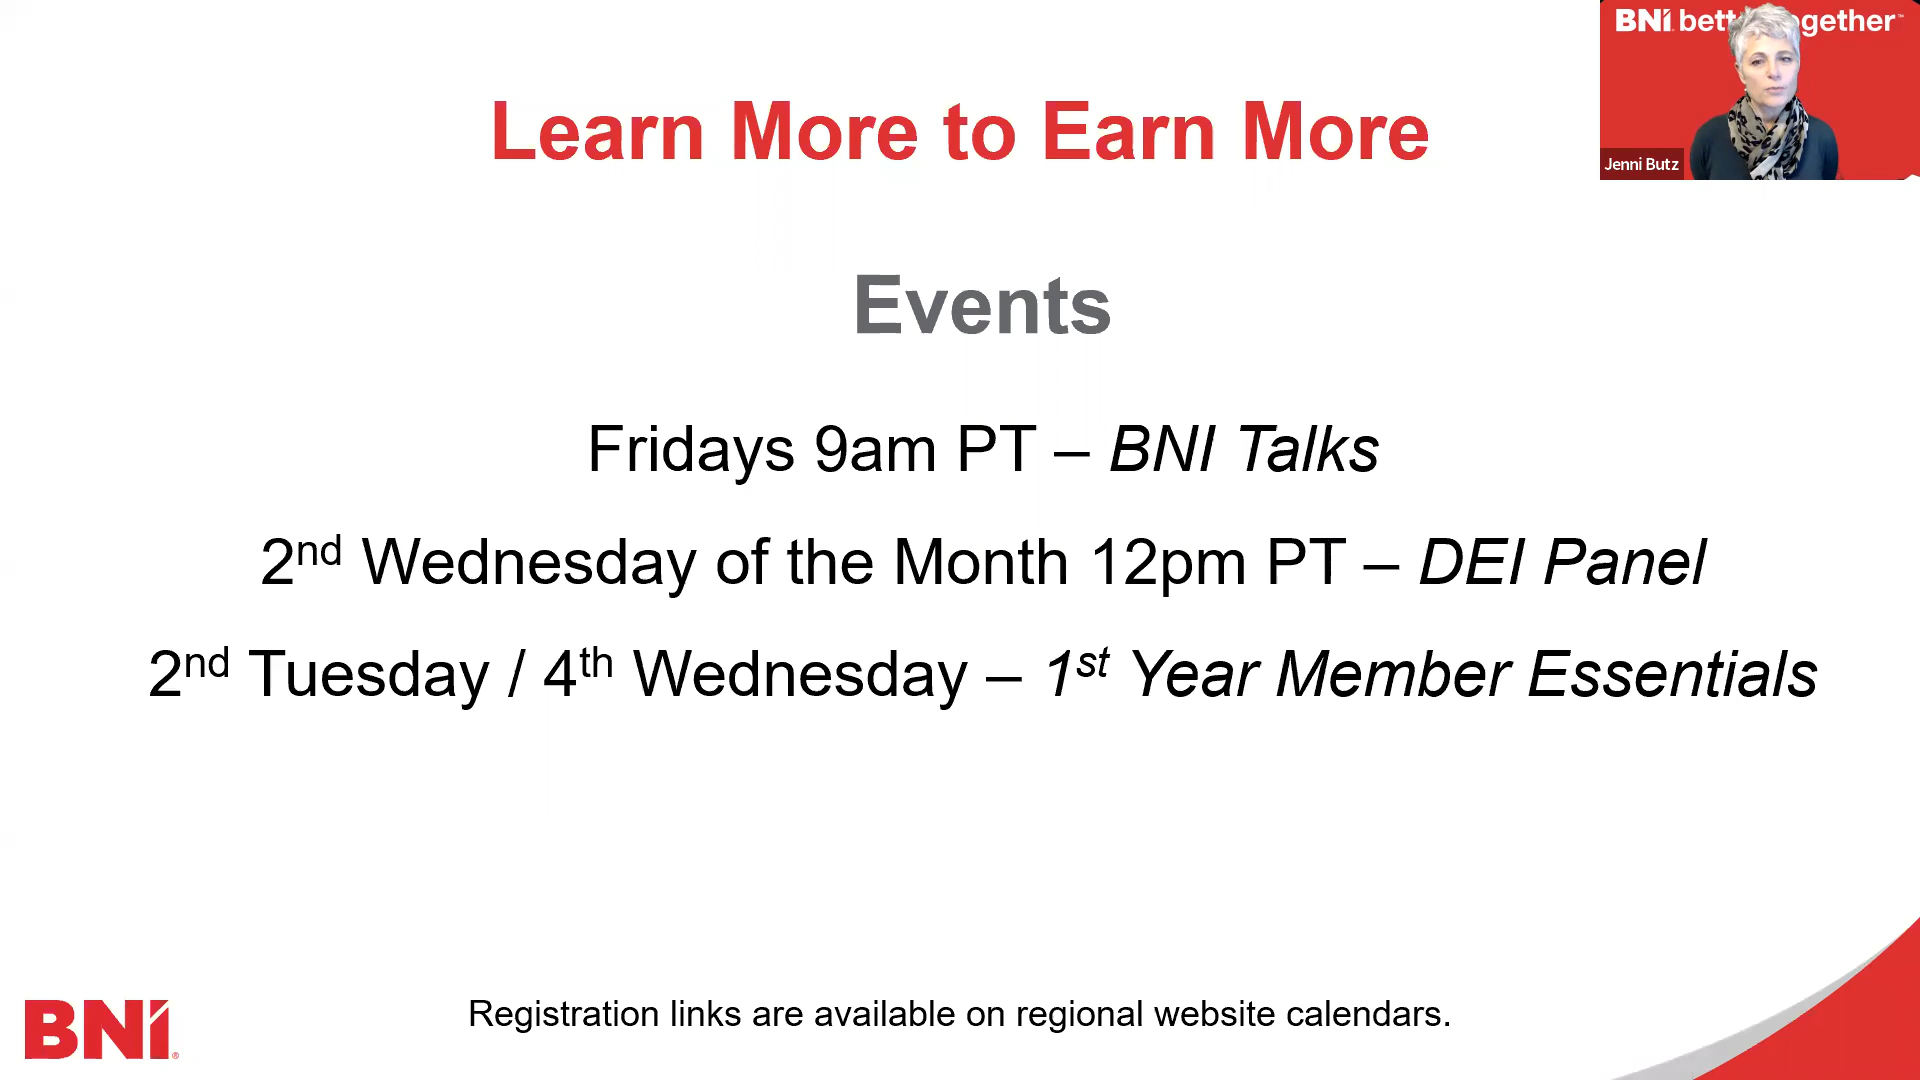 BNI better together™
Jenni Butz
Learn More to Earn More
Events
Fridays 9am PT – BNI Talks
2nd Wednesday of the Month 12pm PT – DEI Panel
2nd Tuesday / 4th Wednesday – 1st Year Member Essentials
Registration links are available on regional website calendars.
BNI®